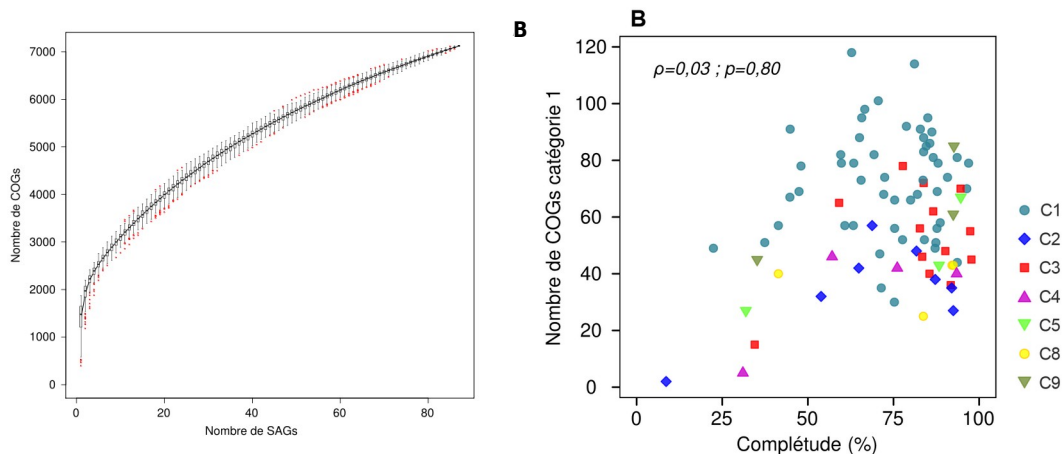 7000
6000
5000
4000
3000
2000
1000
0
0 20 40 60 80
Nombre de COGs
Nombre de SAGs
B
B
ρ=0,03 ; p=0,80
120
100
80
60
40
20
0
0 25 50 75 100
Nombre de COGs catégorie 1
Complétude (%)
C1
C2
C3
C4
C5
C8
C9